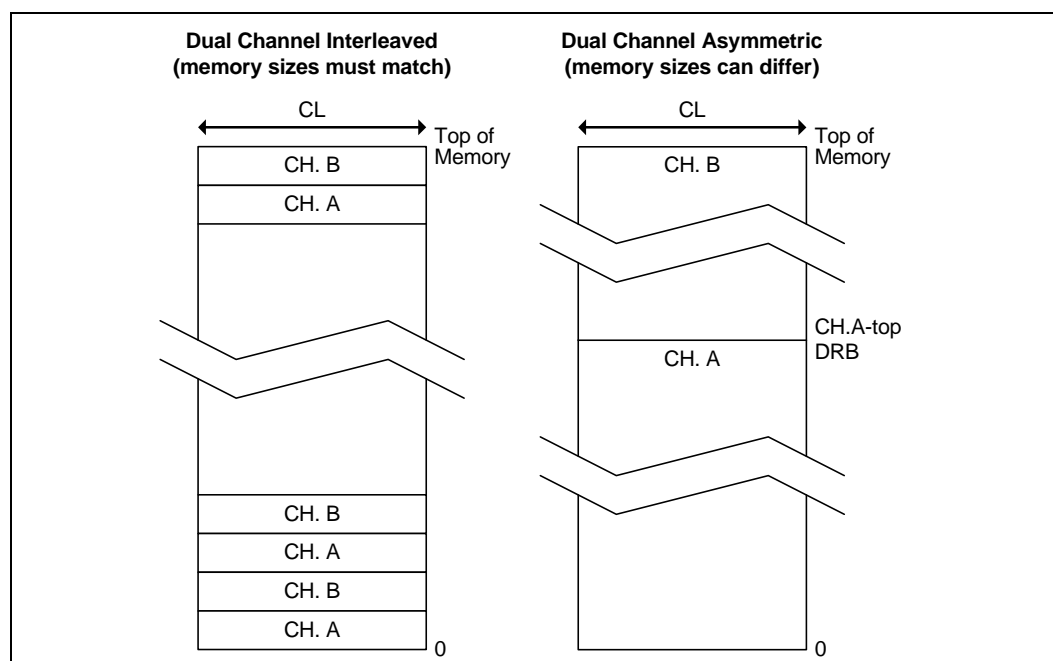 Dual Channel Interleaved
(memory sizes must match)
CL
Top of
Memory
CH. B
CH. A
CH. B
CH. A
CH. B
CH. A
0
Dual Channel Asymmetric
(memory sizes can differ)
CL
Top of
Memory
CH. B
CH.A-top
DRB
CH. A
0